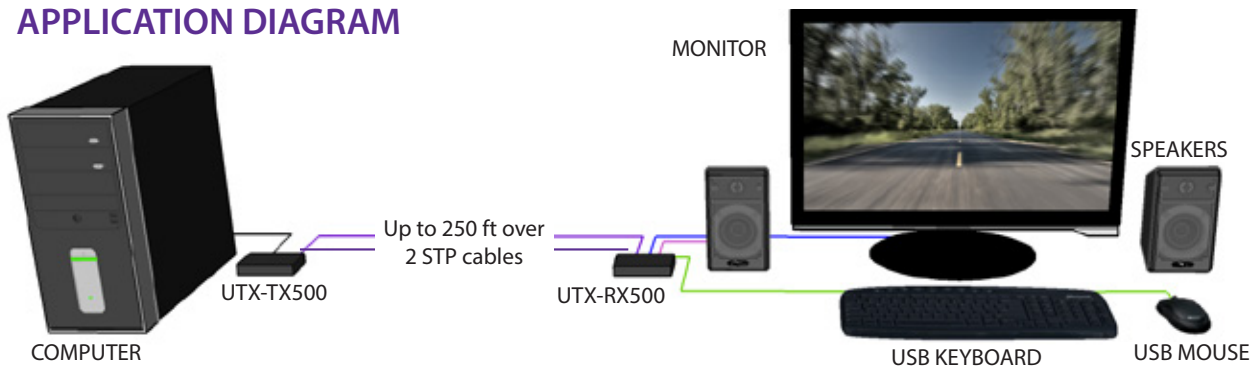 APPLICATION DIAGRAM
MONITOR
SPEAKERS
Up to 250 ft over
2 STP cables
UTX-TX500
UTX-RX500
COMPUTER
USB KEYBOARD
USB MOUSE